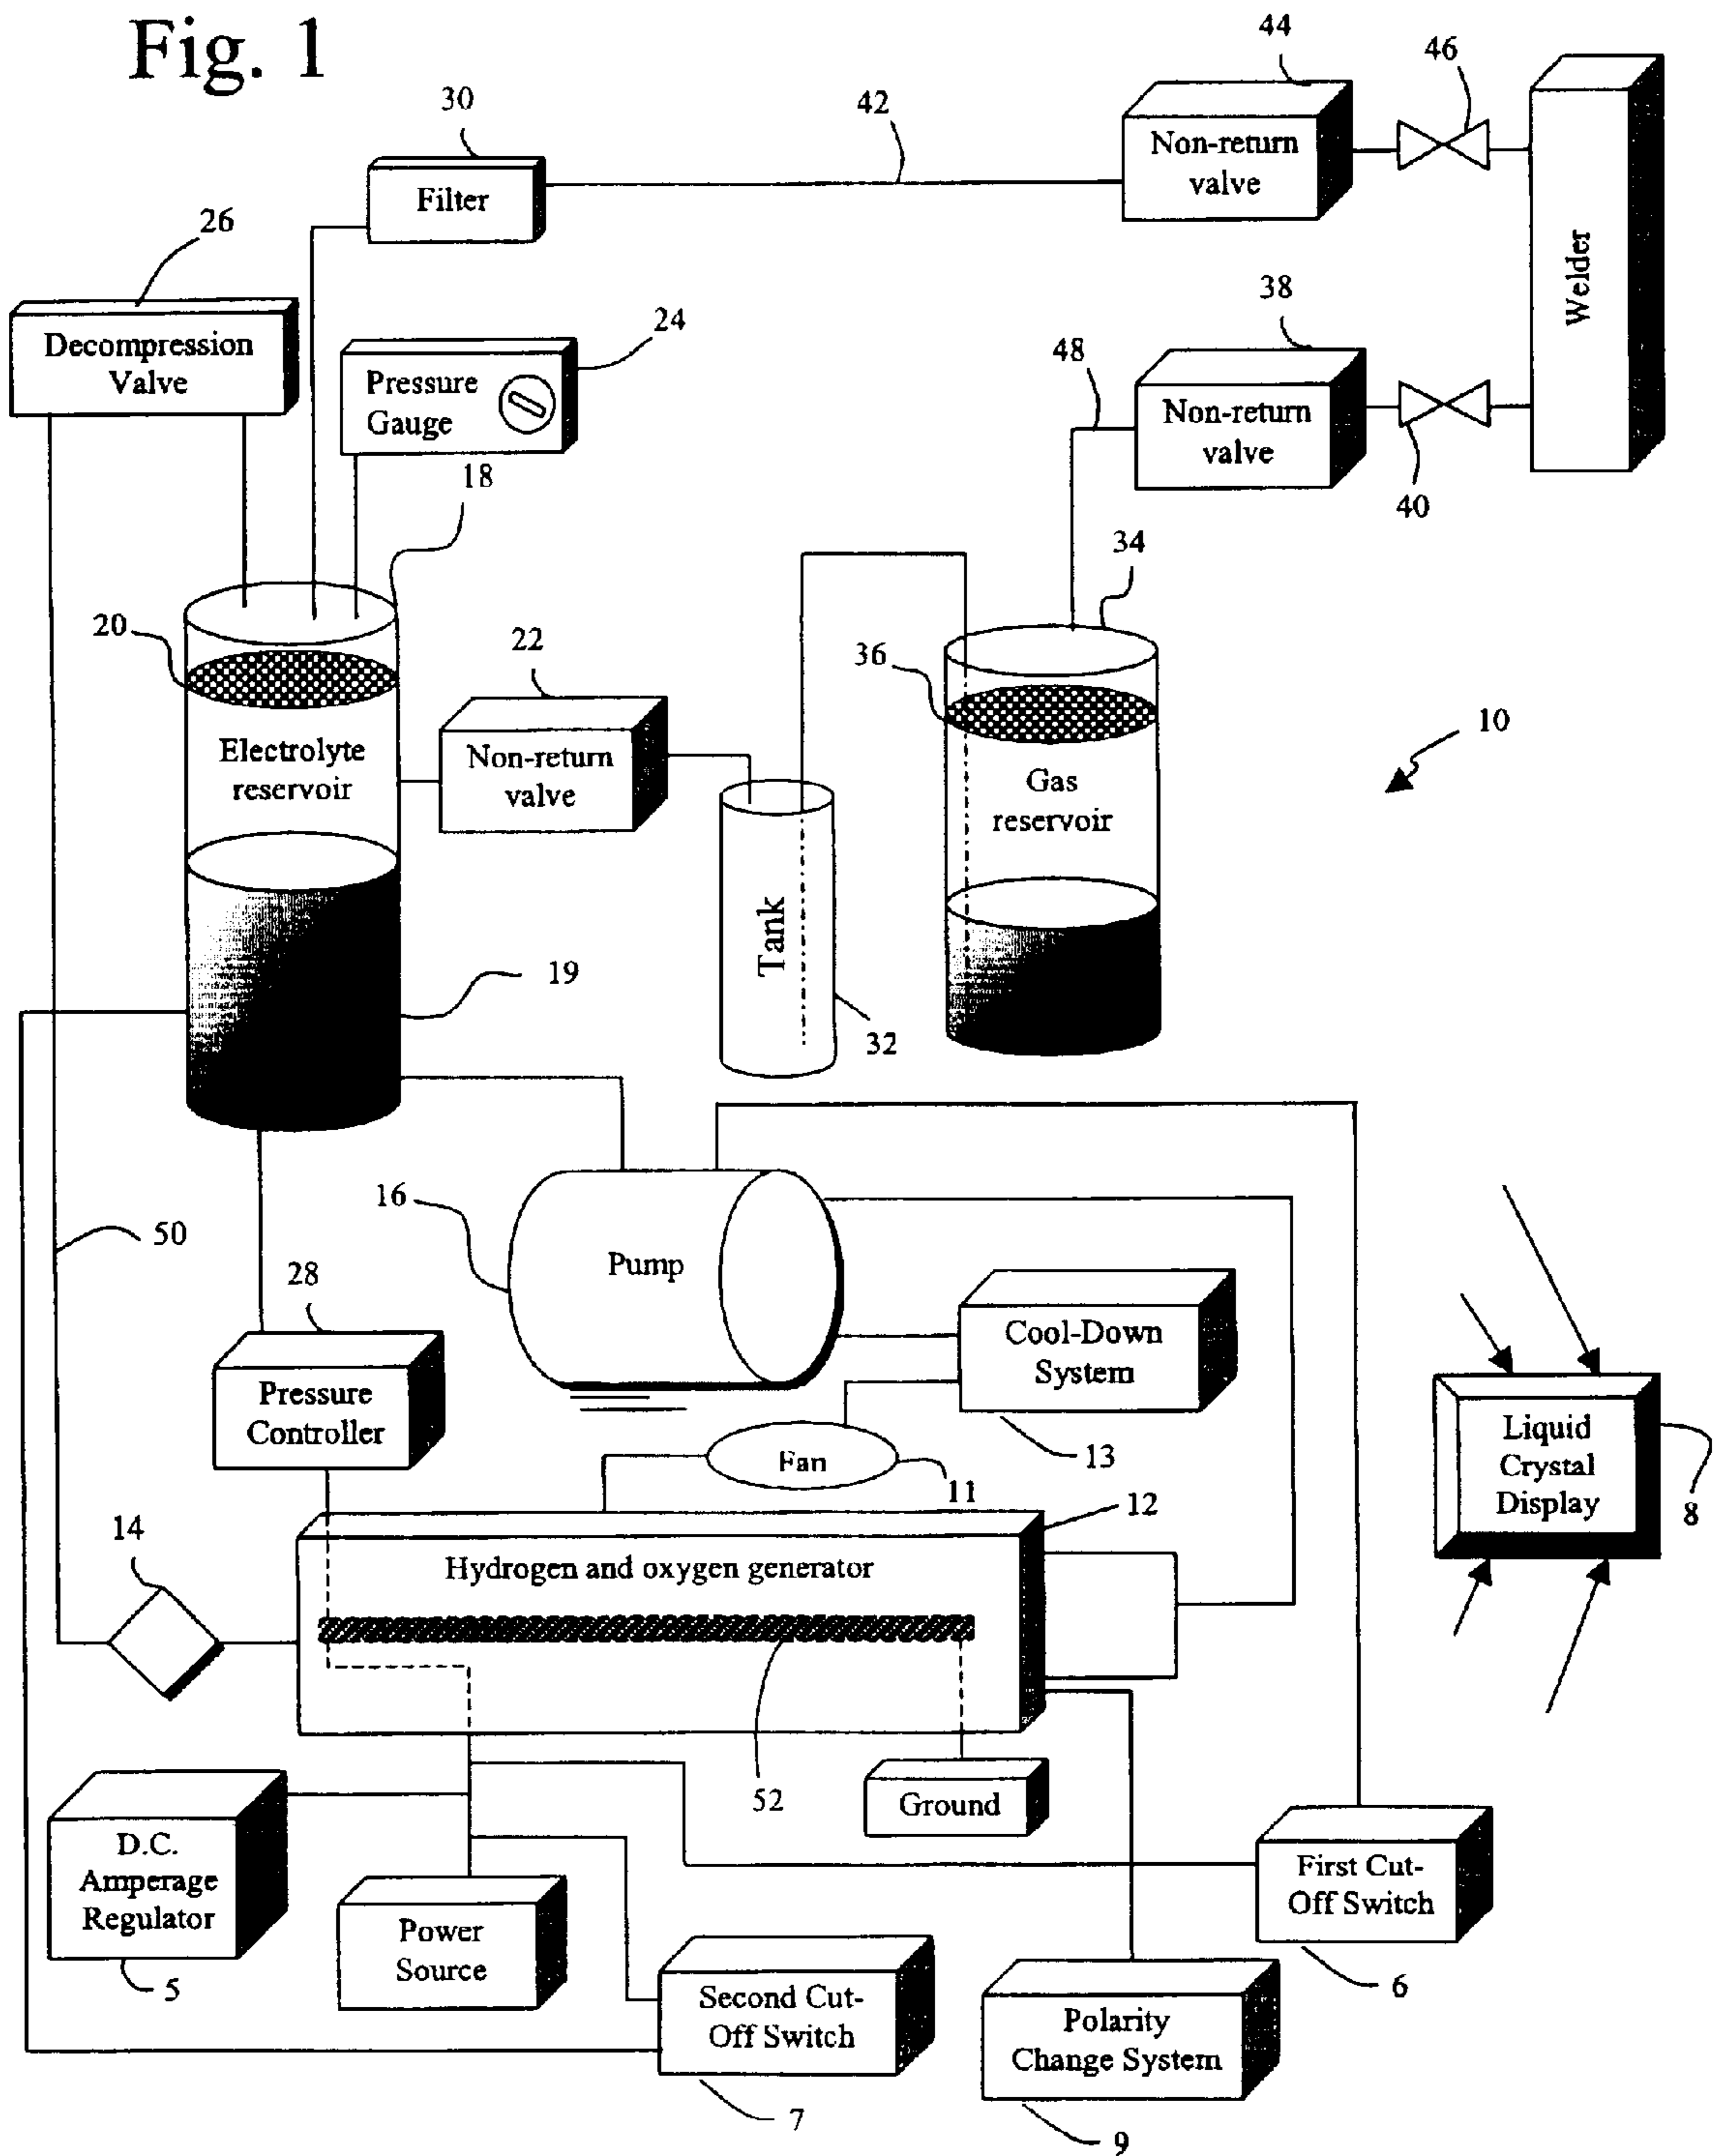 Fig. 1
44
46
30
42
Non-return
valve
Filter
26
Welder
38
24
48
Decompression
Valve
Pressure
Gauge
Non-return
valve
18
40
34
20
22
36
10
Electrolyte
reservoir
Non-return
valve
Gas
reservoir
Tank
19
32
16
50
Pump
28
Cool-Down
System
Pressure
Controller
Liquid
Crystal
Display
Fan
13
11
8
14
12
Hydrogen and oxygen generator
52
Ground
D.C.
Amperage
Regulator
First Cut-
Off Switch
Power
Source
5
6
Second Cut-
Off Switch
Polarity
Change System
7
9